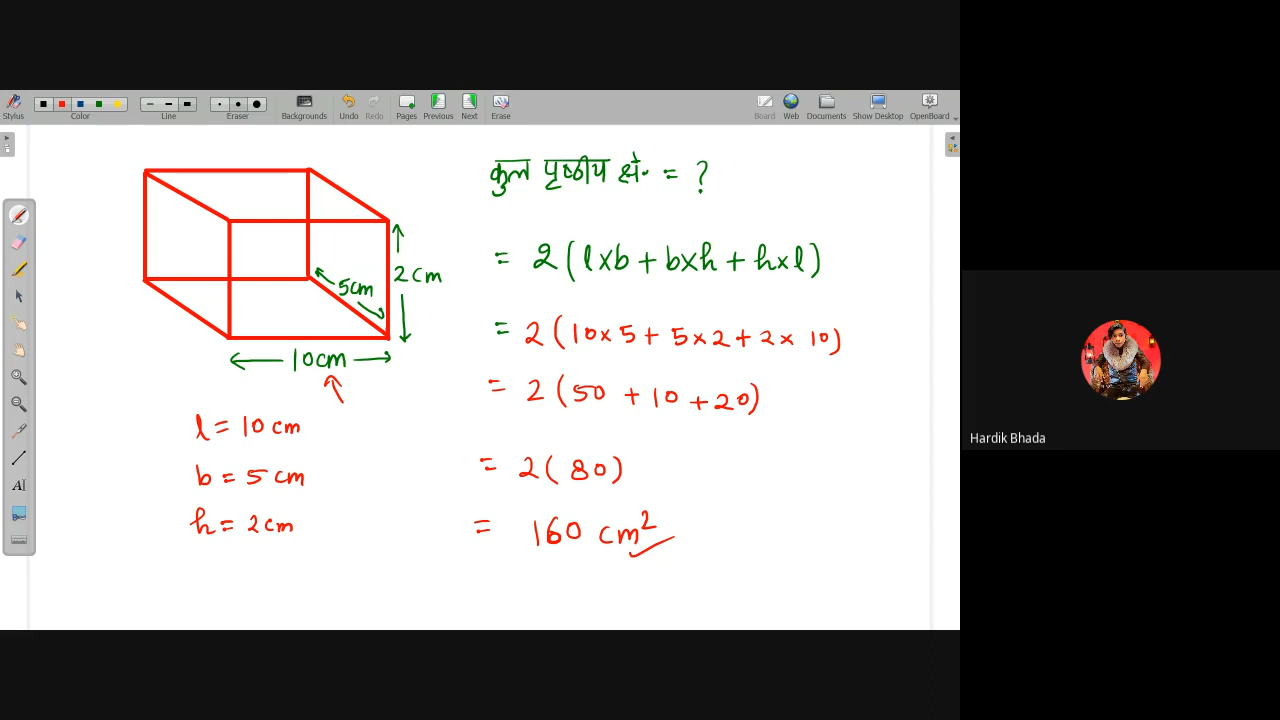 Stylus Color Line Eraser Backgrounds Undo Redo Pages Previous Next Erase Board Web Documents Show Desktop OpenBoard
कुल पृष्ठीय क्षे॰ = ?
= 2 (l×b + b×h + h×l)
= 2 (10×5 + 5×2 + 2×10)
= 2 (50 + 10 + 20)
= 2 (80)
= 160 cm²
2cm
5cm
10cm
l = 10 cm
b = 5 cm
h = 2 cm
Hardik Bhada